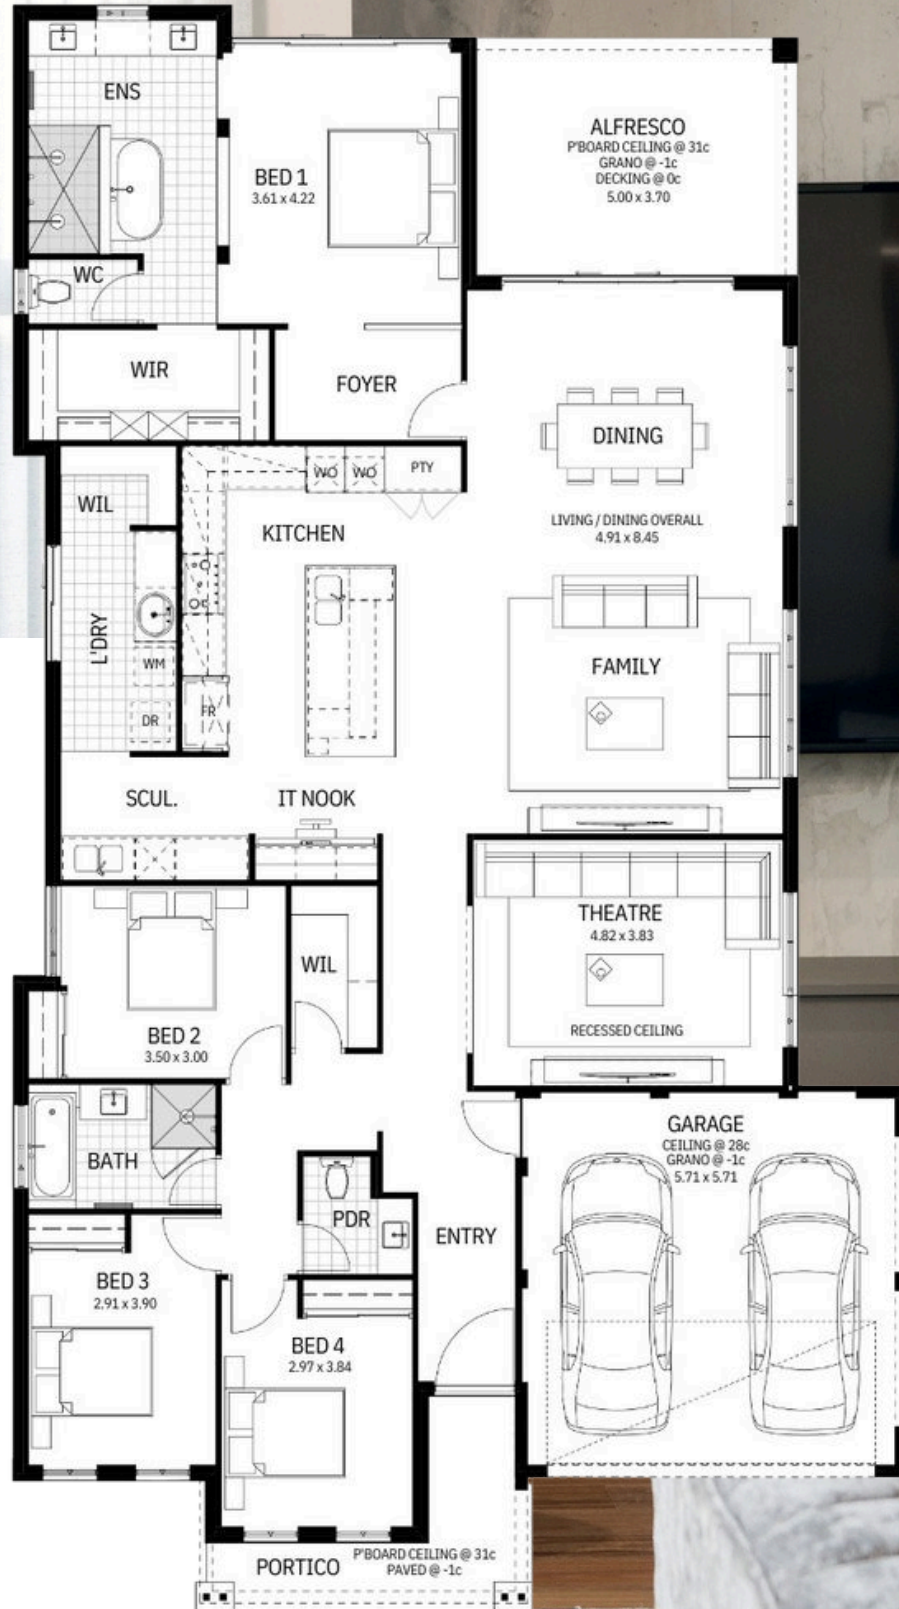 ENS
BED 1
3.61 x 4.22
ALFRESCO
P'BOARD CEILING @ 31c
GRANO @ -1c
DECKING @ 0c
5.00 x 3.70
WC
WIR
FOYER
DINING
LIVING / DINING OVERALL
4.91 x 8.45
WIL
KITCHEN
WO
WO
PTY
L'DRY
WM
DR
FR
FAMILY
SCUL.
IT NOOK
THEATRE
4.82 x 3.83
RECESSED CEILING
WIL
BED 2
3.50 x 3.00
BATH
PDR
ENTRY
GARAGE
CEILING @ 28c
GRANO @ -1c
5.71 x 5.71
BED 3
2.91 x 3.90
BED 4
2.97 x 3.84
PORTICO
P'BOARD CEILING @ 31c
PAVED @ -1c